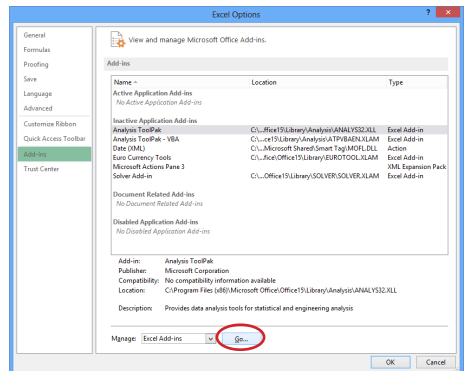 Excel Options
? ×
General
Formulas
Proofing
Save
Language
Advanced
Customize Ribbon
Quick Access Toolbar
Add-Ins
Trust Center
View and manage Microsoft Office Add-ins.
Add-ins
Name Location Type
Active Application Add-ins
No Active Application Add-ins
Inactive Application Add-ins
Analysis ToolPak C:\...ffice15\Library\Analysis\ANALYS32.XLL Excel Add-in
Analysis ToolPak - VBA C:\...ce15\Library\Analysis\ATPVBAEN.XLAM Excel Add-in
Date (XML) C:\...Microsoft Shared\Smart Tag\MOFL.DLL Action
Euro Currency Tools C:\...fice\Office15\Library\EUROTOOL.XLAM Excel Add-in
Microsoft Actions Pane 3 XML Expansion Pack
Solver Add-in C:\...Office15\Library\SOLVER\SOLVER.XLAM Excel Add-in
Document Related Add-ins
No Document Related Add-ins
Disabled Application Add-ins
No Disabled Application Add-ins
Add-in: Analysis ToolPak
Publisher: Microsoft Corporation
Compatibility: No compatibility information available
Location: C:\Program Files (x86)\Microsoft Office\Office15\Library\Analysis\ANALYS32.XLL
Description: Provides data analysis tools for statistical and engineering analysis
Manage: Excel Add-ins Go...
OK Cancel